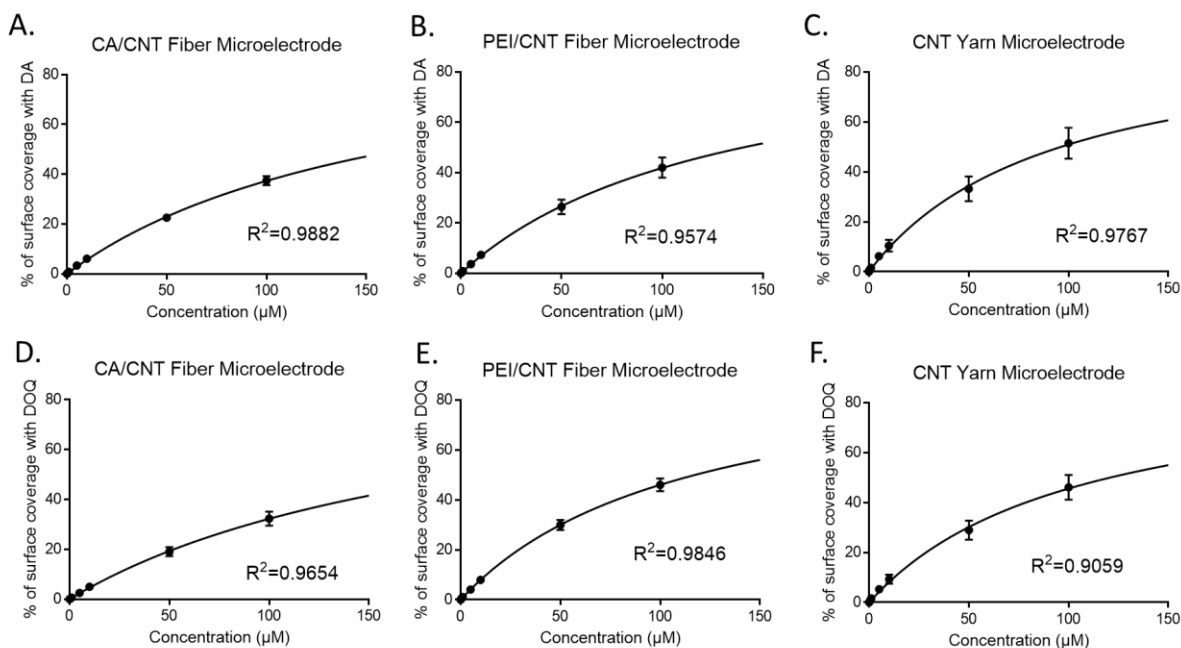 A.
CA/CNT Fiber Microelectrode
% of surface coverage with DA
80
60
40
20
0
0 50 100 150
R²=0.9882
Concentration (µM)
B.
PEI/CNT Fiber Microelectrode
% of surface coverage with DA
80
60
40
20
0
0 50 100 150
R²=0.9574
Concentration (µM)
C.
CNT Yarn Microelectrode
% of surface coverage with DA
80
60
40
20
0
0 50 100 150
R²=0.9767
Concentration (µM)
D.
CA/CNT Fiber Microelectrode
% of surface coverage with DOQ
80
60
40
20
0
0 50 100 150
R²=0.9654
Concentration (µM)
E.
PEI/CNT Fiber Microelectrode
% of surface coverage with DOQ
80
60
40
20
0
0 50 100 150
R²=0.9846
Concentration (µM)
F.
CNT Yarn Microelectrode
% of surface coverage with DOQ
80
60
40
20
0
0 50 100 150
R²=0.9059
Concentration (µM)